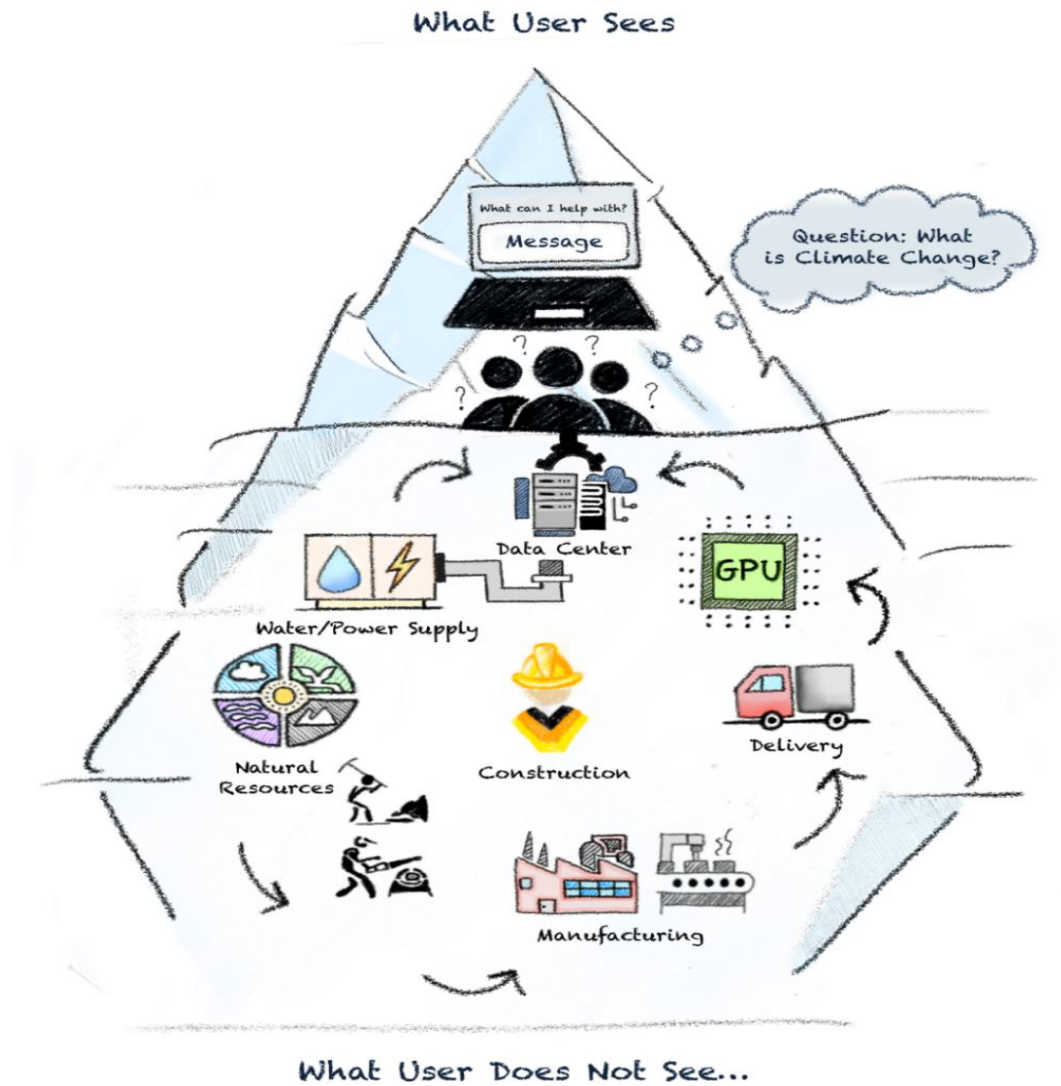 What User Sees
What can I help with?
Message
Question: What
is Climate Change?
?
?
?
?
Data Center
GPU
Water/Power Supply
Natural
Resources
Construction
Delivery
Manufacturing
What User Does Not See...